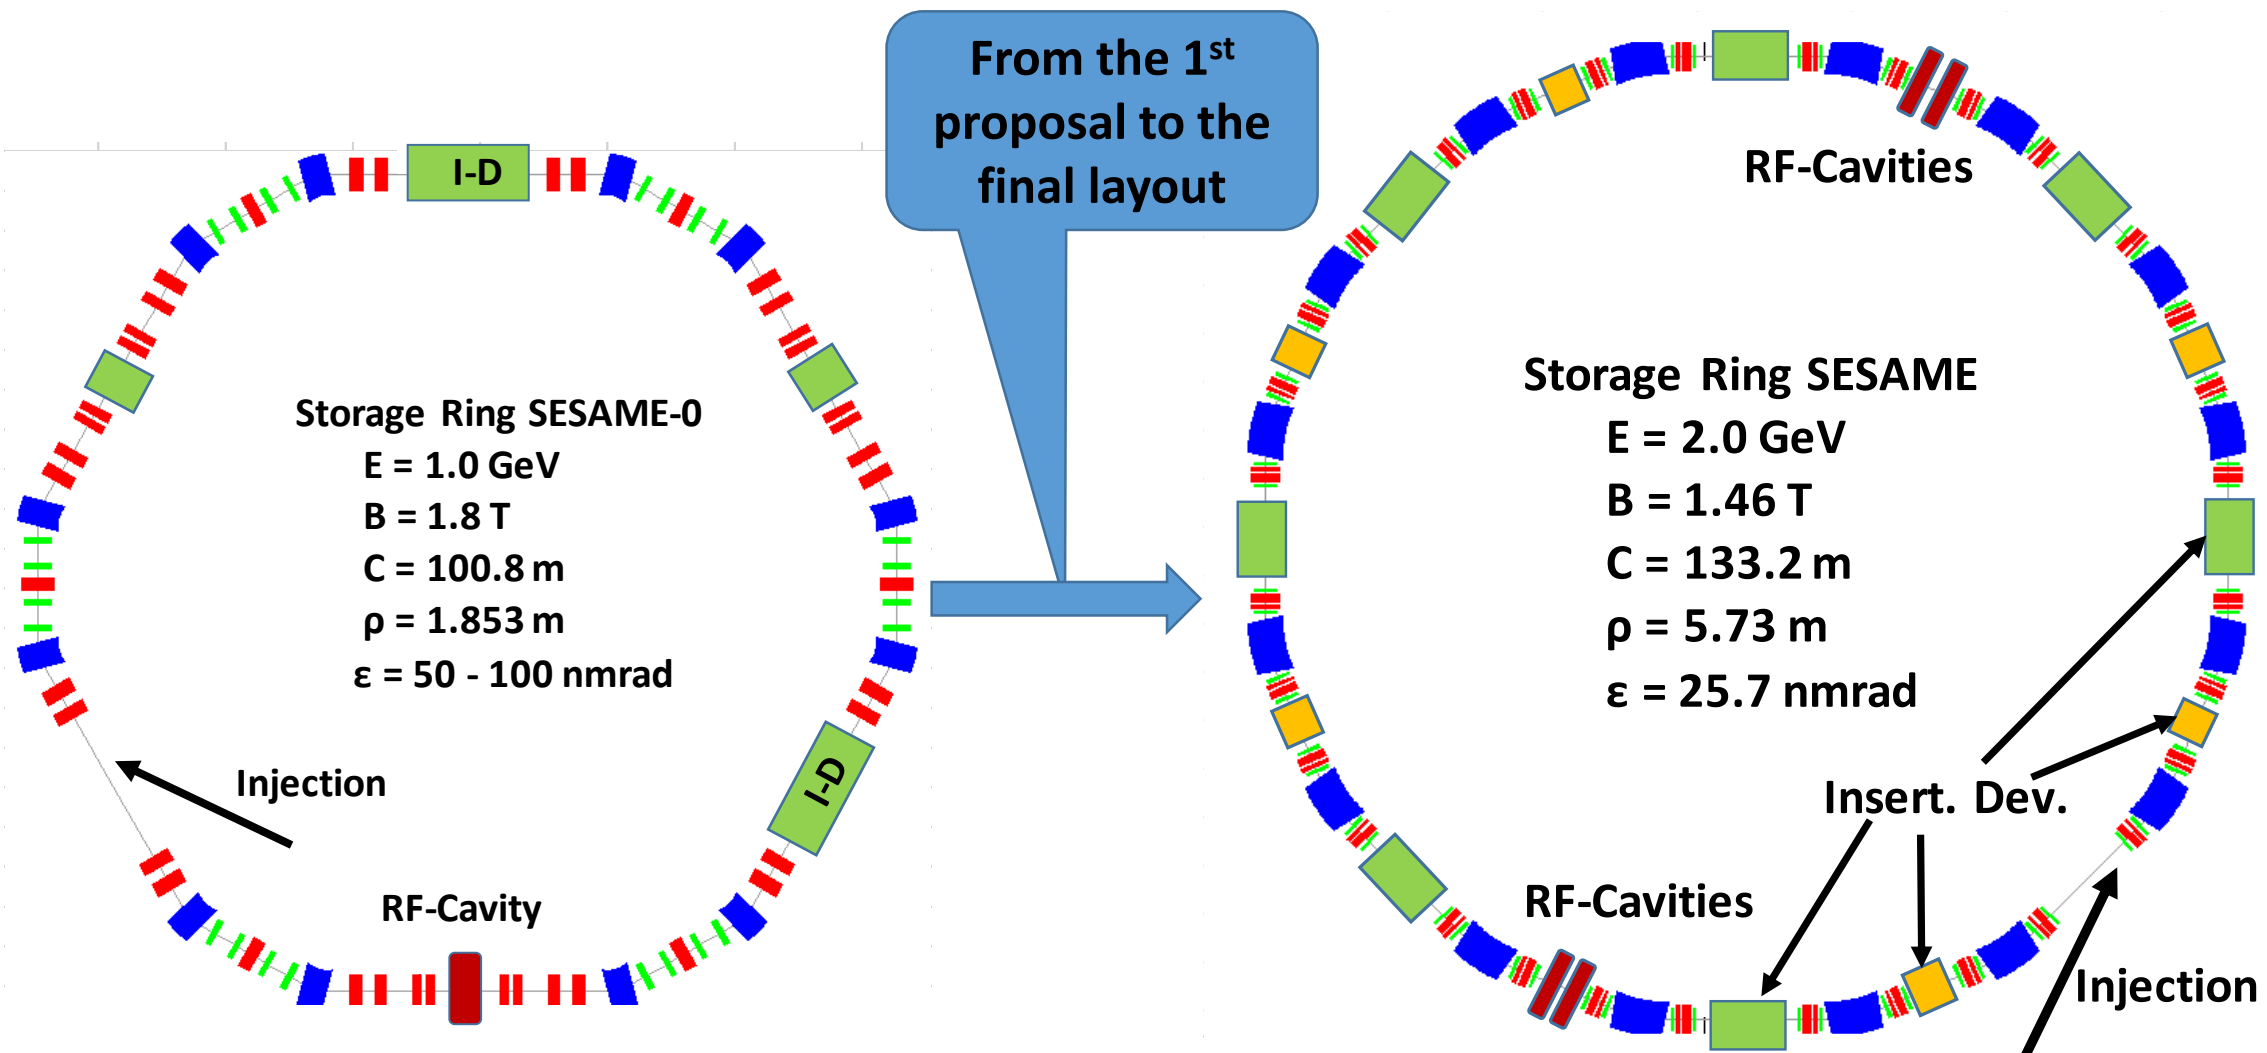 From the 1st
proposal to the
final layout
I-D
Storage Ring SESAME-0
E = 1.0 GeV
B = 1.8 T
C = 100.8 m
ρ = 1.853 m
ε = 50 - 100 nmrad
I-D
Injection
RF-Cavity
RF-Cavities
Storage Ring SESAME
E = 2.0 GeV
B = 1.46 T
C = 133.2 m
ρ = 5.73 m
ε = 25.7 nmrad
Insert. Dev.
RF-Cavities
Injection